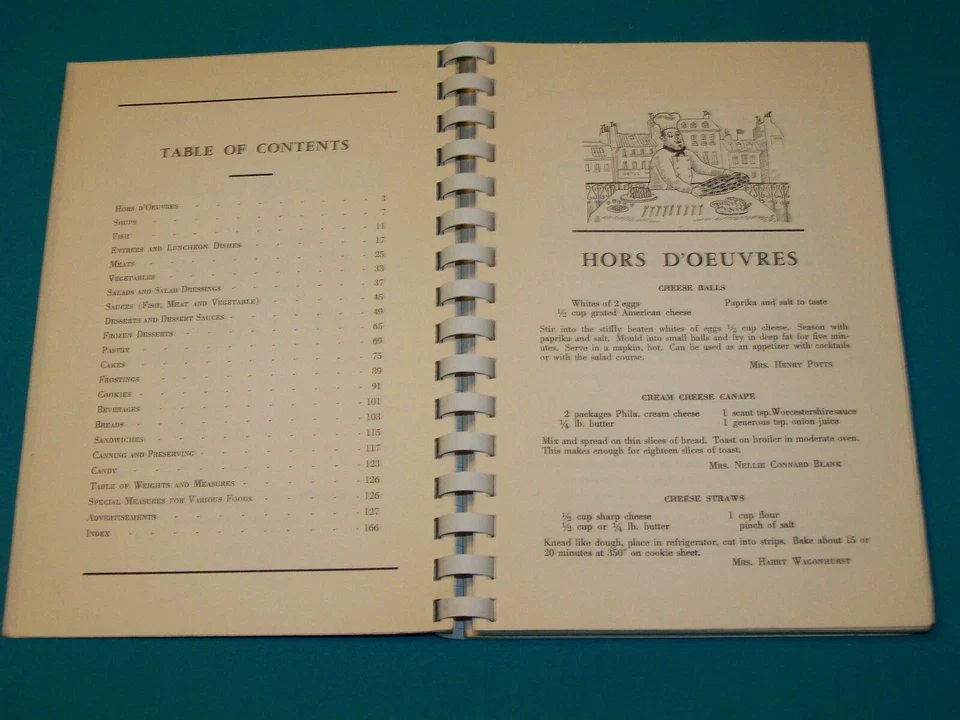 TABLE OF CONTENTS
HORS D'OEUVRES - - - - - - - - 3
SOUPS - - - - - - - - 7
FISH - - - - - - - - 11
ENTREES AND LUNCHEON DISHES - - - - - 17
MEATS - - - - - - - - 25
VEGETABLES - - - - - - - - 33
SALADS AND SALAD DRESSINGS - - - - - 37
SAUCES (FISH, MEAT AND VEGETABLE) - - - - 45
DESSERTS AND DESSERT SAUCES - - - - - 49
FROZEN DESSERTS - - - - - - - 65
PASTRY - - - - - - - - 69
CAKES - - - - - - - - 75
FROSTINGS - - - - - - - - 89
COOKIES - - - - - - - - 91
BEVERAGES - - - - - - - - 101
BREADS - - - - - - - - 103
SANDWICHES - - - - - - - - 115
CANNING AND PRESERVING - - - - - - 117
CANDY - - - - - - - - 123
TABLE OF WEIGHTS AND MEASURES - - - - - 126
SPECIAL MEASURES FOR VARIOUS FOODS - - - - - 126
ADVERTISEMENTS - - - - - - - - 127
INDEX - - - - - - - - 166
HORS D'OEUVRES
CHEESE BALLS
Whites of 2 eggs Paprika and salt to taste
½ cup grated American cheese
Stir into the stiffly beaten whites of eggs ½ cup cheese. Season with
paprika and salt. Mould into small balls and fry in deep fat for five min-
utes. Serve in a napkin, hot. Can be used as an appetizer with cocktails
or with the salad course.
MRS. HENRY POTTS
CREAM CHEESE CANAPE
2 packages Phila. cream cheese 1 scant tsp. Worcestershire sauce
¼ lb. butter 1 generous tsp. onion juice
Mix and spread on thin slices of bread. Toast on broiler in moderate oven.
This makes enough for eighteen slices of toast.
MRS. NELLIE CONNARD BLANK
CHEESE STRAWS
½ cup sharp cheese 1 cup flour
½ cup or ¼ lb. butter pinch of salt
Knead like dough, place in refrigerator, cut into strips. Bake about 15 or
20 minutes at 350° on cookie sheet.
MRS. HARRY WAGONHURST